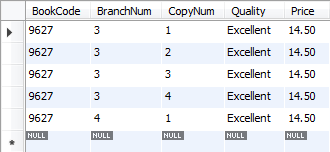 BookCode BranchNum CopyNum Quality Price
9627 3 1 Excellent 14.50
9627 3 2 Excellent 14.50
9627 3 3 Excellent 14.50
9627 3 4 Excellent 14.50
9627 4 1 Excellent 14.50
NULL NULL NULL NULL NULL